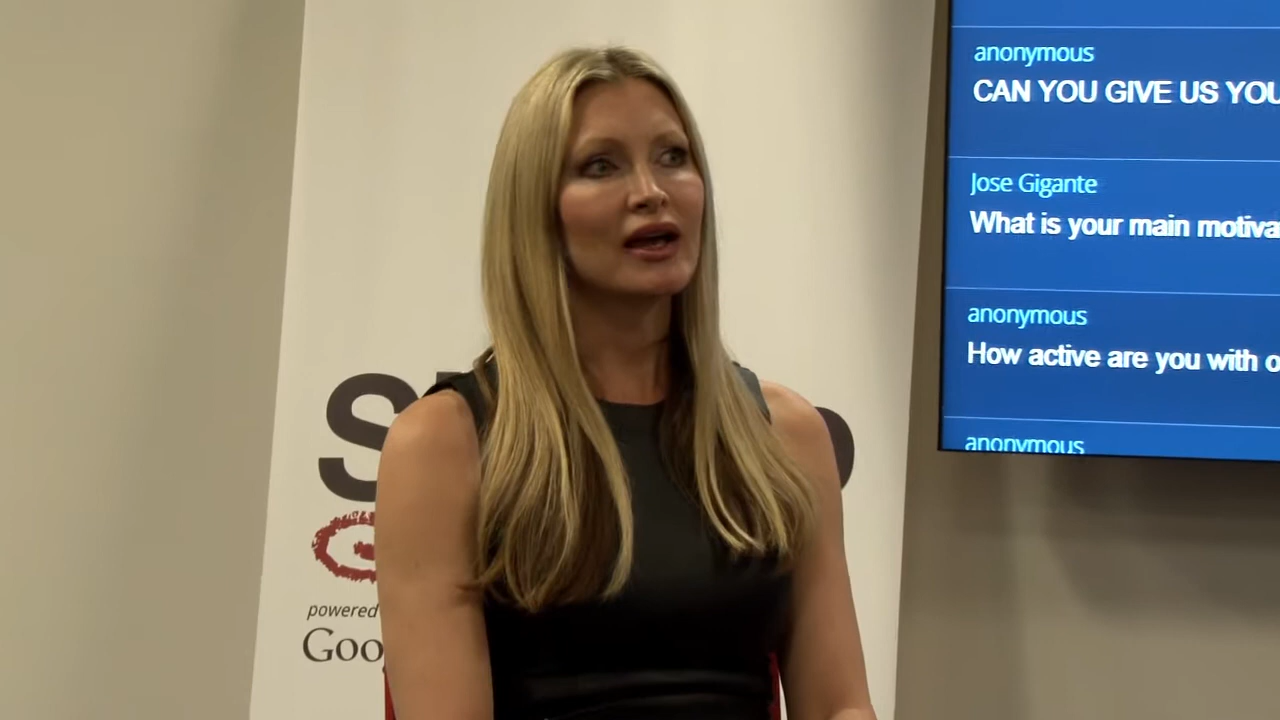 anonymous
CAN YOU GIVE US YOU
Jose Gigante
What is your main motiva
anonymous
How active are you with o
anonymous
powered
Goo